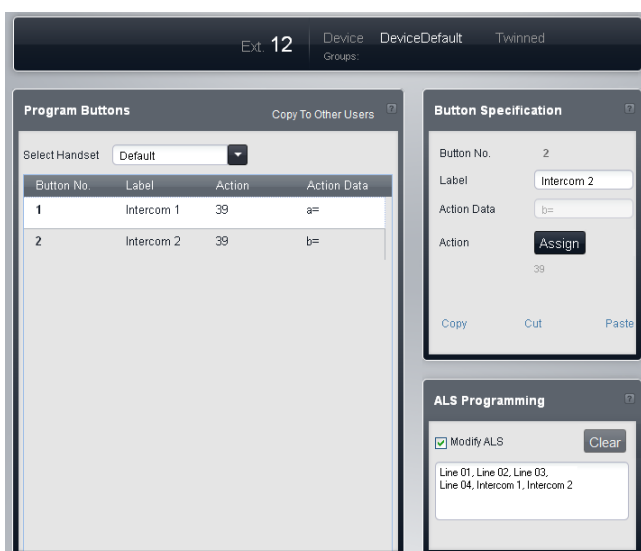 Ext. 12 Device DeviceDefault Twinned
Groups:
Program Buttons Copy To Other Users ?
Select Handset Default
Button No. Label Action Action Data
1 Intercom 1 39 a=
2 Intercom 2 39 b=
Button Specification ?
Button No. 2
Label Intercom 2
Action Data b=
Action Assign
39
Copy Cut Paste
ALS Programming ?
Modify ALS Clear
Line 01, Line 02, Line 03,
Line 04, Intercom 1, Intercom 2